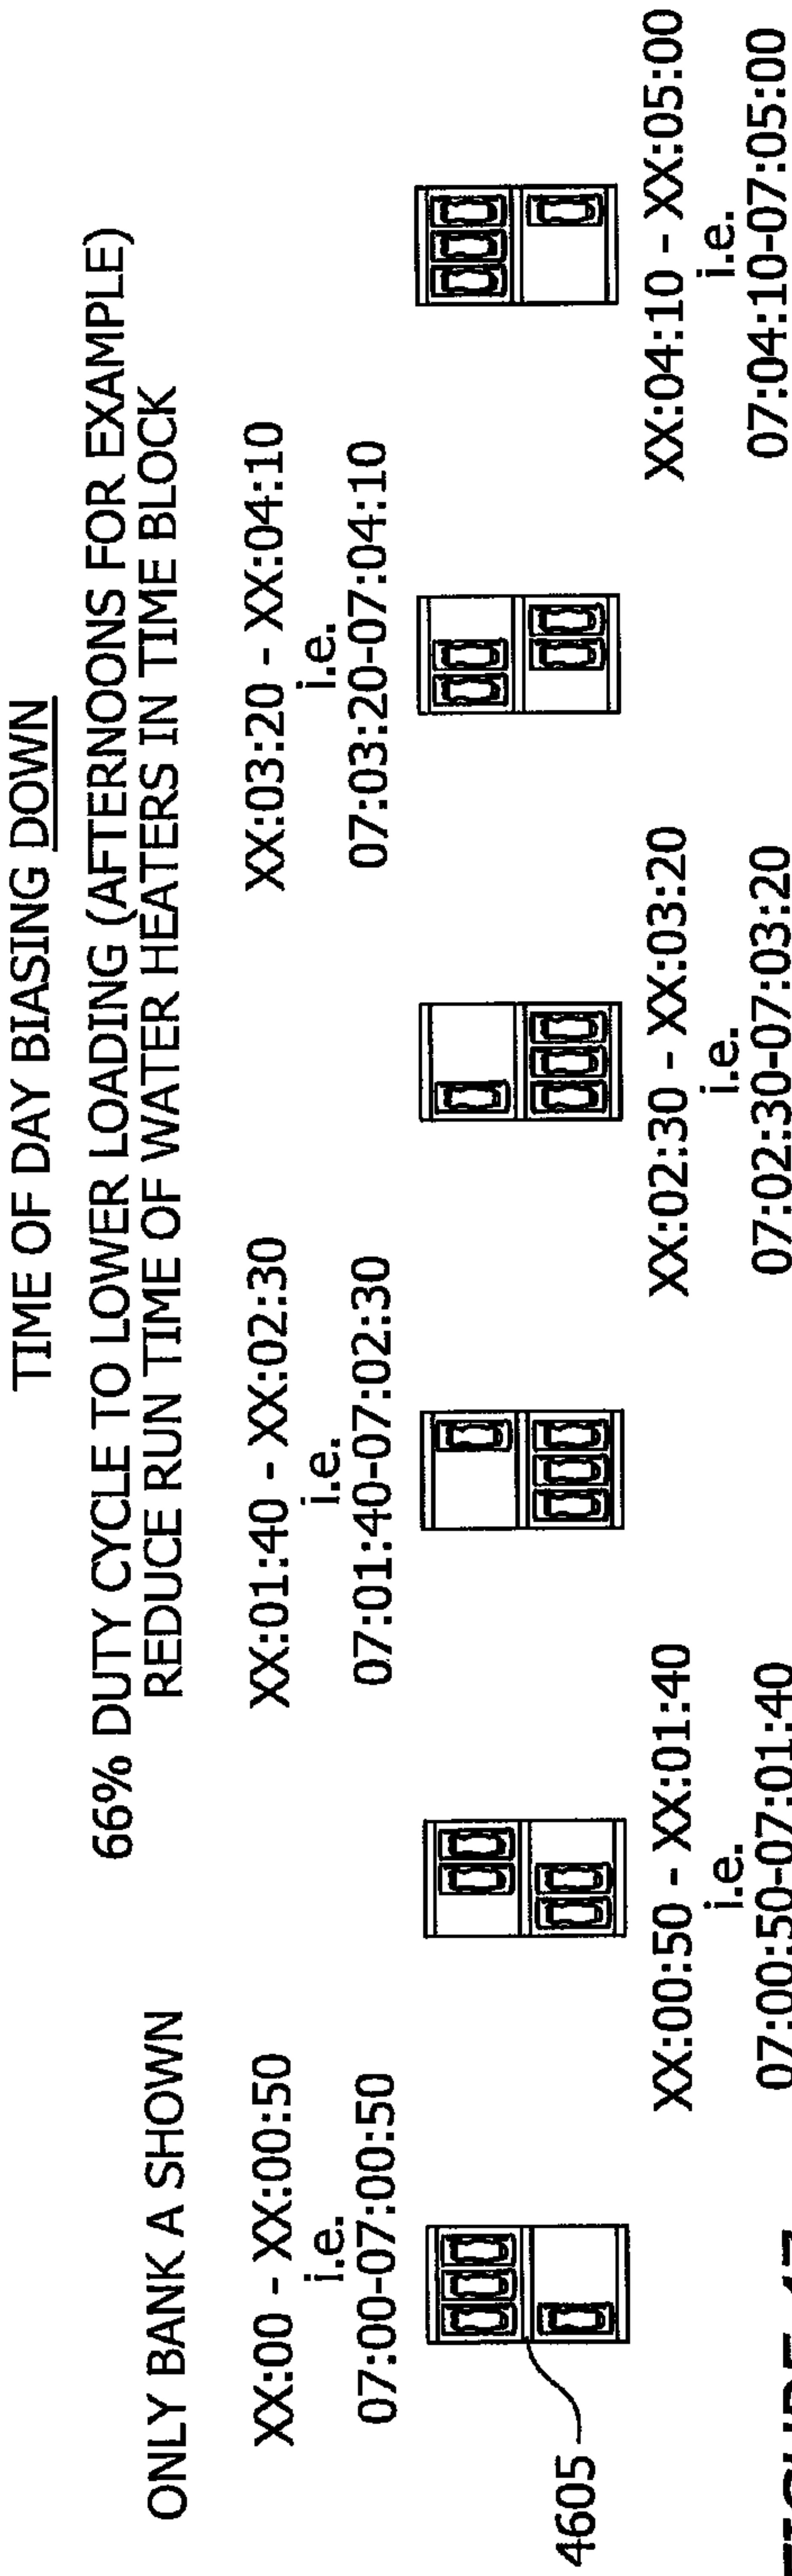 TIME OF DAY BIASING DOWN
66% DUTY CYCLE TO LOWER LOADING (AFTERNOONS FOR EXAMPLE)
REDUCE RUN TIME OF WATER HEATERS IN TIME BLOCK
ONLY BANK A SHOWN
XX:00 - XX:00:50
i.e.
07:00-07:00:50
XX:01:40 - XX:02:30
i.e.
07:01:40-07:02:30
XX:03:20 - XX:04:10
i.e.
07:03:20-07:04:10
4605
XX:00:50 - XX:01:40
i.e.
07:00:50-07:01:40
XX:02:30 - XX:03:20
i.e.
07:02:30-07:03:20
XX:04:10 - XX:05:00
i.e.
07:04:10-07:05:00